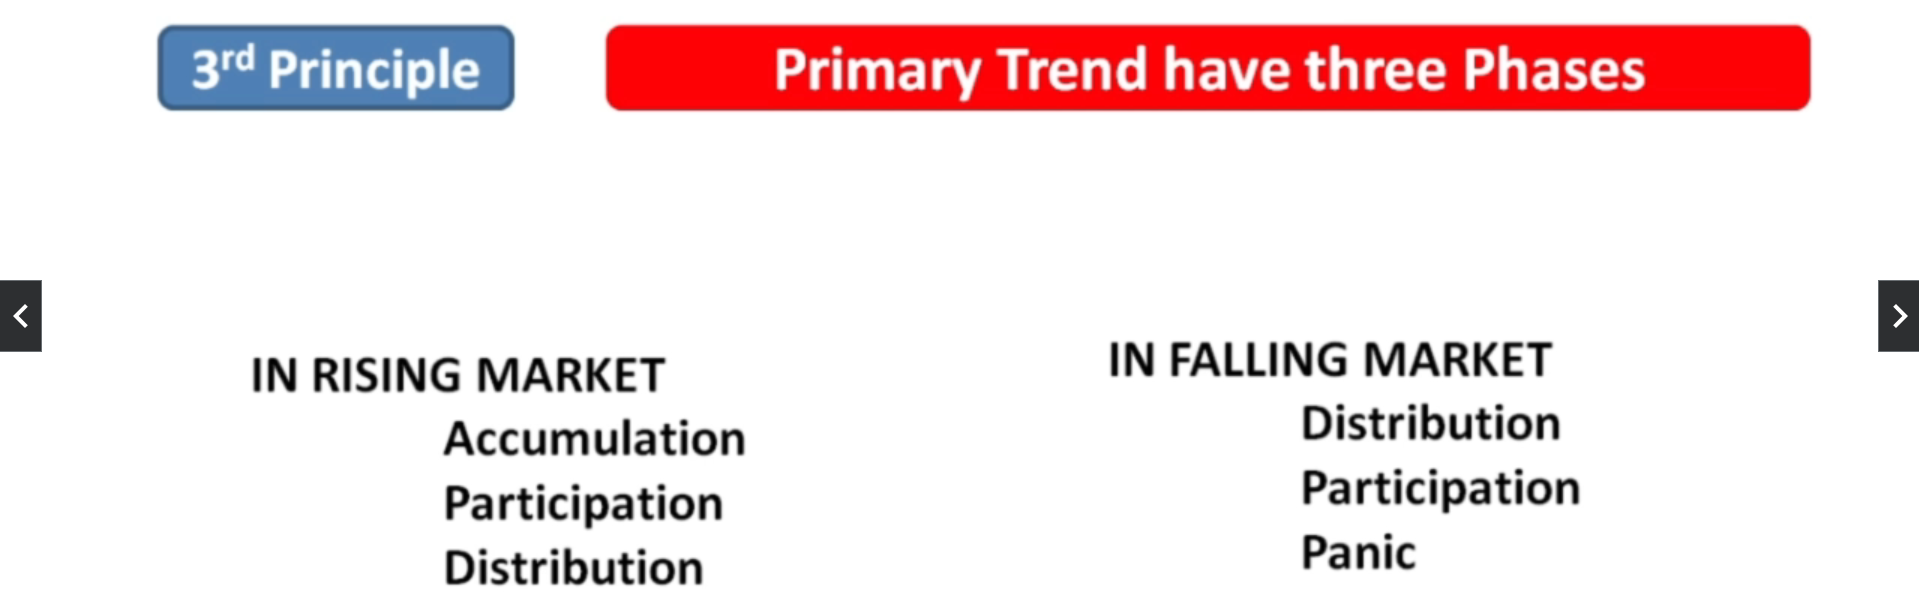 3rd Principle
Primary Trend have three Phases
IN RISING MARKET
Accumulation
Participation
Distribution
IN FALLING MARKET
Distribution
Participation
Panic